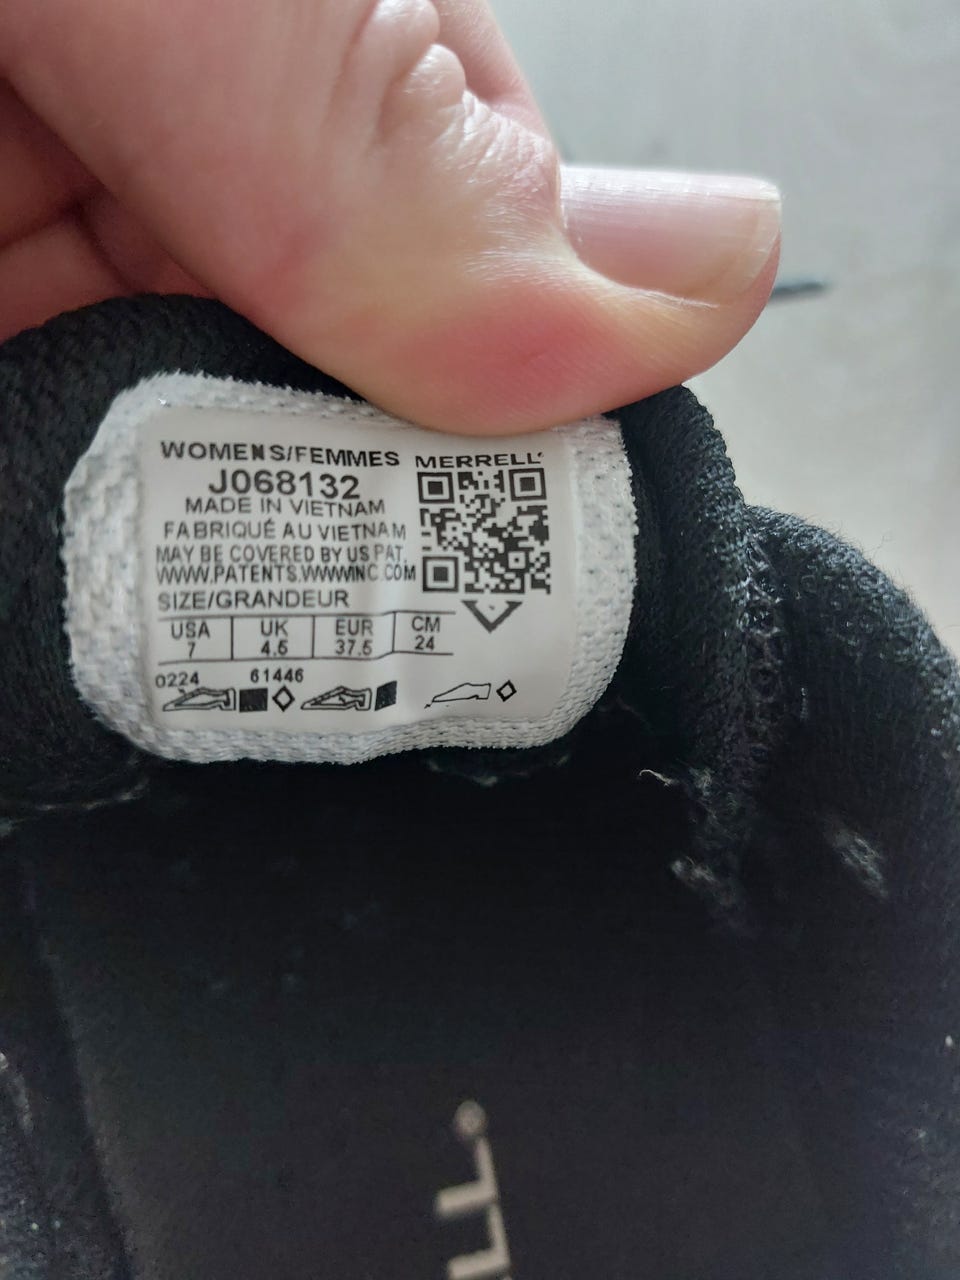 WOMENS/FEMMES
J068132
MADE IN VIETNAM
FABRIQUÉ AU VIETNAM
MAY BE COVERED BY US PAT.
WWW.PATENTS.WWWINC.COM
SIZE/GRANDEUR
USA UK EUR CM
7 4.5 37.5 24
0224 61446
MERRELL
LL®